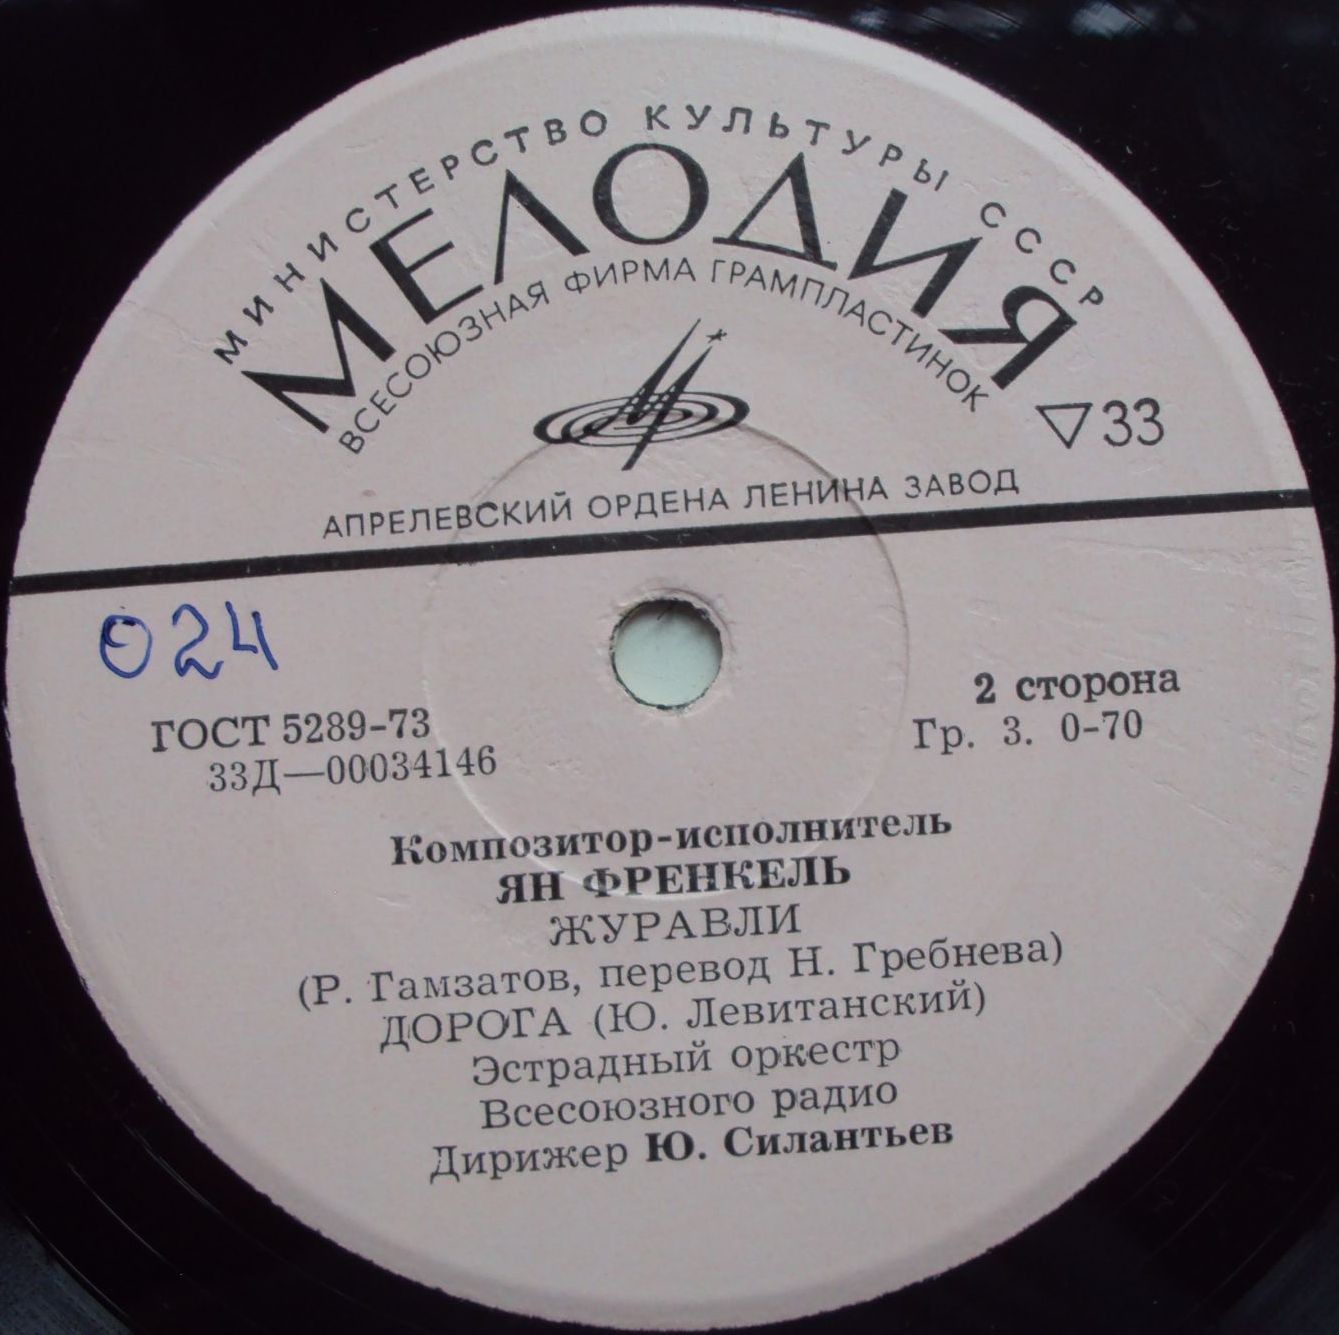 МИНИСТЕРСТВО КУЛЬТУРЫ СССР
МЕЛОДИЯ
ВСЕСОЮЗНАЯ ФИРМА ГРАМПЛАСТИНОК
▽33
АПРЕЛЕВСКИЙ ОРДЕНА ЛЕНИНА ЗАВОД
024
ГОСТ 5289-73
33Д—00034146
2 сторона
Гр. 3. 0-70
Композитор-исполнитель
ЯН ФРЕНКЕЛЬ
ЖУРАВЛИ
(Р. Гамзатов, перевод Н. Гребнева)
ДОРОГА (Ю. Левитанский)
Эстрадный оркестр
Всесоюзного радио
Дирижер Ю. Силантьев